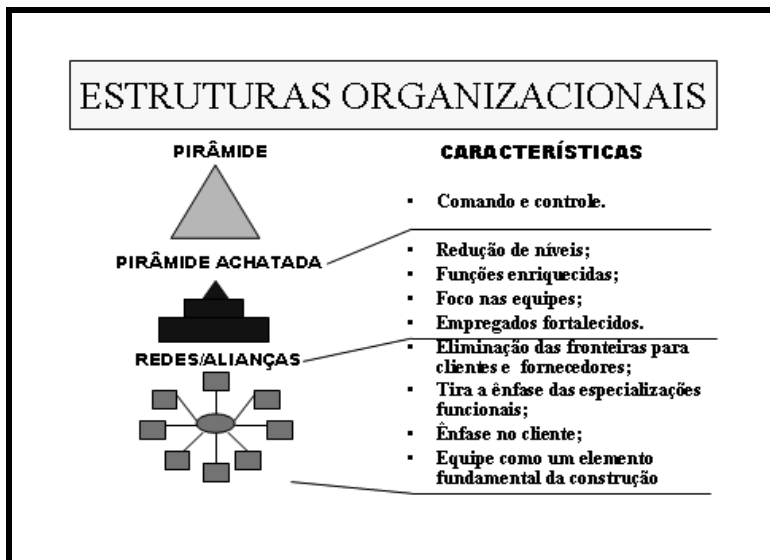 ESTRUTURAS ORGANIZACIONAIS
PIRÂMIDE
CARACTERÍSTICAS
▪ Comando e controle.
PIRÂMIDE ACHATADA
▪ Redução de níveis;
▪ Funções enriquecidas;
▪ Foco nas equipes;
▪ Empregados fortalecidos.
REDES/ALIANÇAS
▪ Eliminação das fronteiras para
clientes e fornecedores;
▪ Tira a ênfase das especializações
funcionais;
▪ Ênfase no cliente;
▪ Equipe como um elemento
fundamental da construção